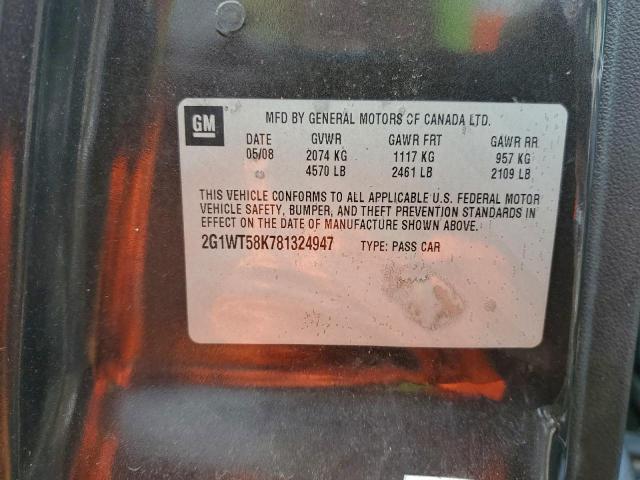 GM
MFD BY GENERAL MOTORS OF CANADA LTD.
DATE GVWR GAWR FRT GAWR RR
05/08 2074 KG 1117 KG 957 KG
4570 LB 2461 LB 2109 LB
THIS VEHICLE CONFORMS TO ALL APPLICABLE U.S. FEDERAL MOTOR
VEHICLE SAFETY, BUMPER, AND THEFT PREVENTION STANDARDS IN
EFFECT ON THE DATE OF MANUFACTURE SHOWN ABOVE.
2G1WT58K781324947 TYPE: PASS CAR